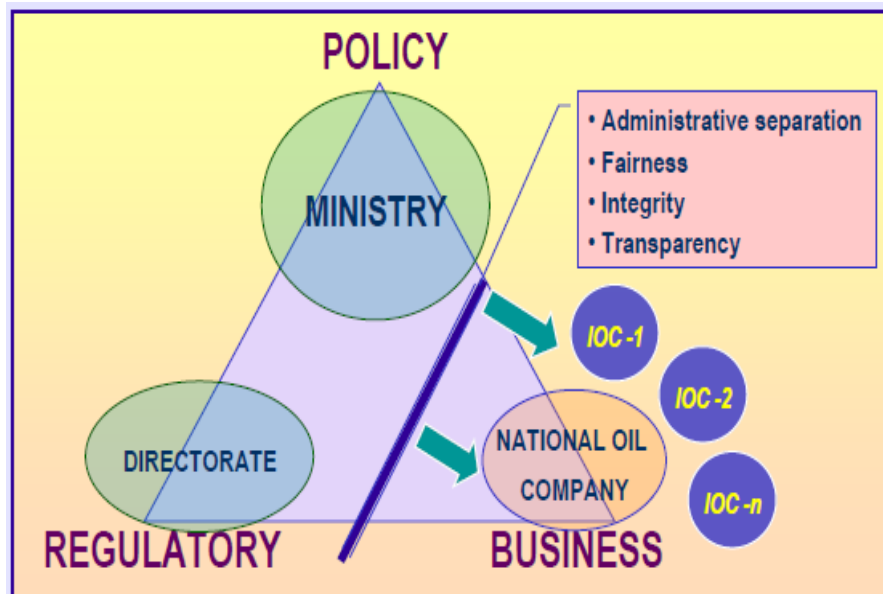 POLICY
MINISTRY
• Administrative separation
• Fairness
• Integrity
• Transparency
IOC -1
IOC -2
IOC -n
DIRECTORATE
NATIONAL OIL
COMPANY
REGULATORY
BUSINESS